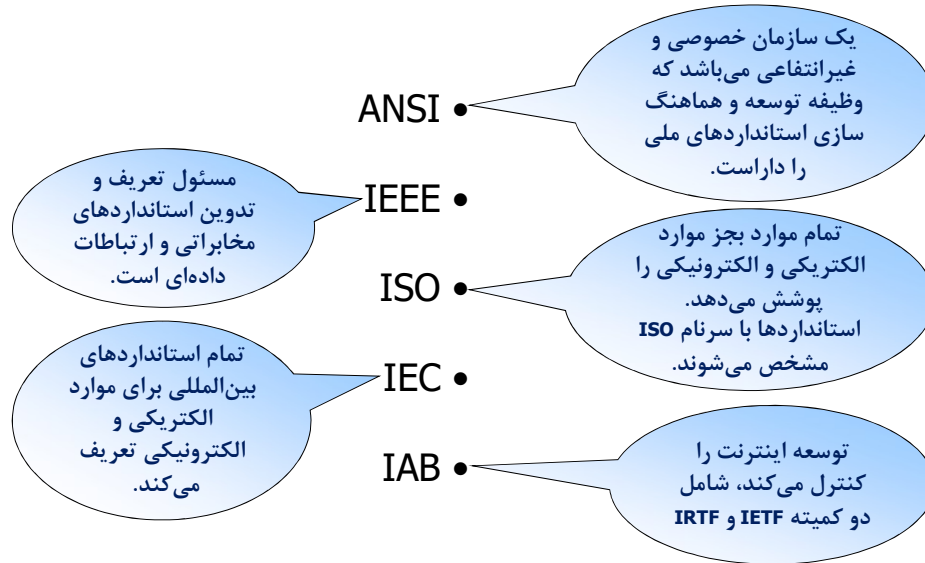 یک سازمان خصوصی و
غیرانتفاعی می‌باشد که
وظیفه توسعه و هماهنگ
سازی استانداردهای ملی
را داراست.
ANSI •
مسئول تعریف و
تدوین استانداردهای
مخابراتی و ارتباطات
داده‌ای است.
IEEE •
تمام موارد بجز موارد
الکتریکی و الکترونیکی را
پوشش می‌دهد.
استانداردها با سرنام ISO
مشخص می‌شوند.
ISO •
تمام استانداردهای
بین‌المللی برای موارد
الکتریکی و
الکترونیکی تعریف
می‌کند.
IEC •
توسعه اینترنت را
کنترل می‌کند، شامل
دو کمیته IETF و IRTF
IAB •